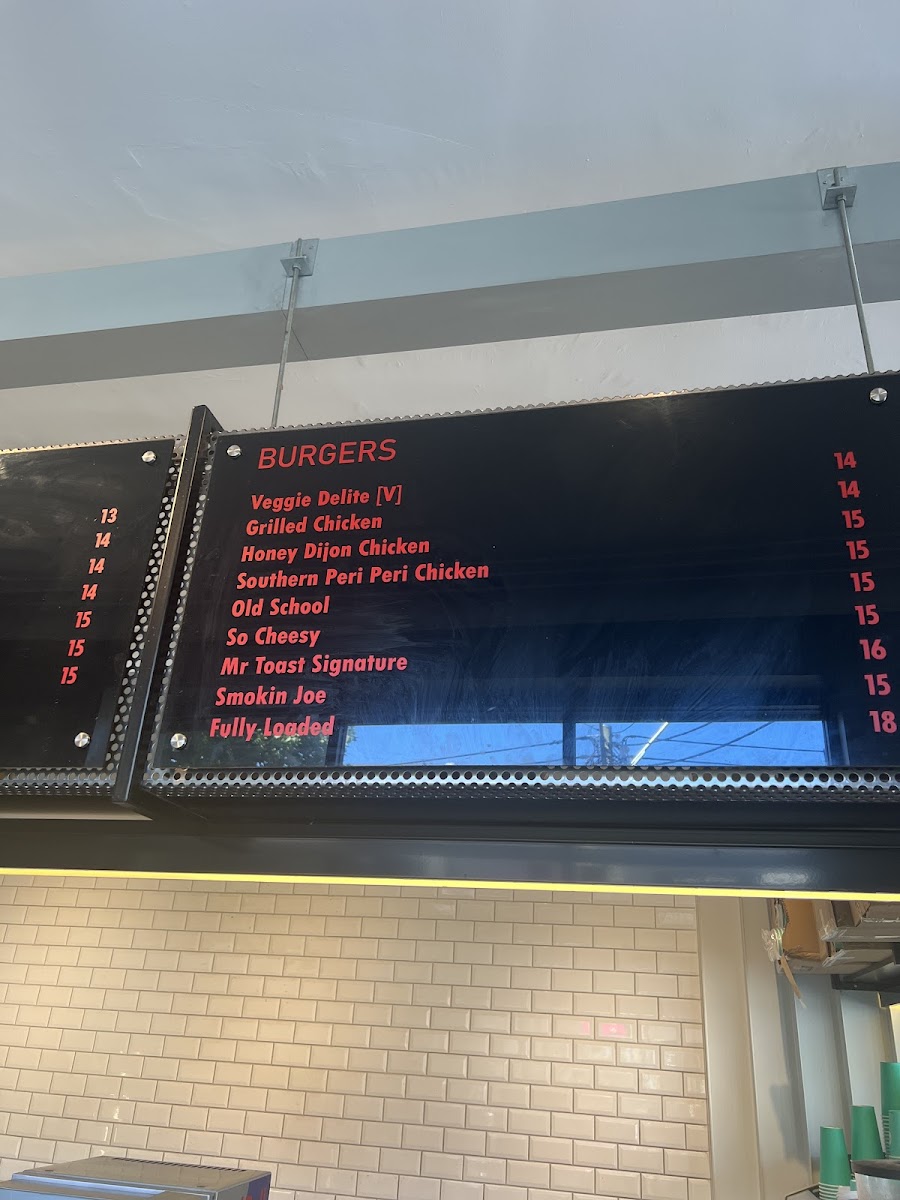 13
14
14
14
15
15
15
BURGERS
Veggie Delite [V] 14
Grilled Chicken 14
Honey Dijon Chicken 15
Southern Peri Peri Chicken 15
Old School 15
So Cheesy 15
Mr Toast Signature 16
Smokin Joe 15
Fully Loaded 18